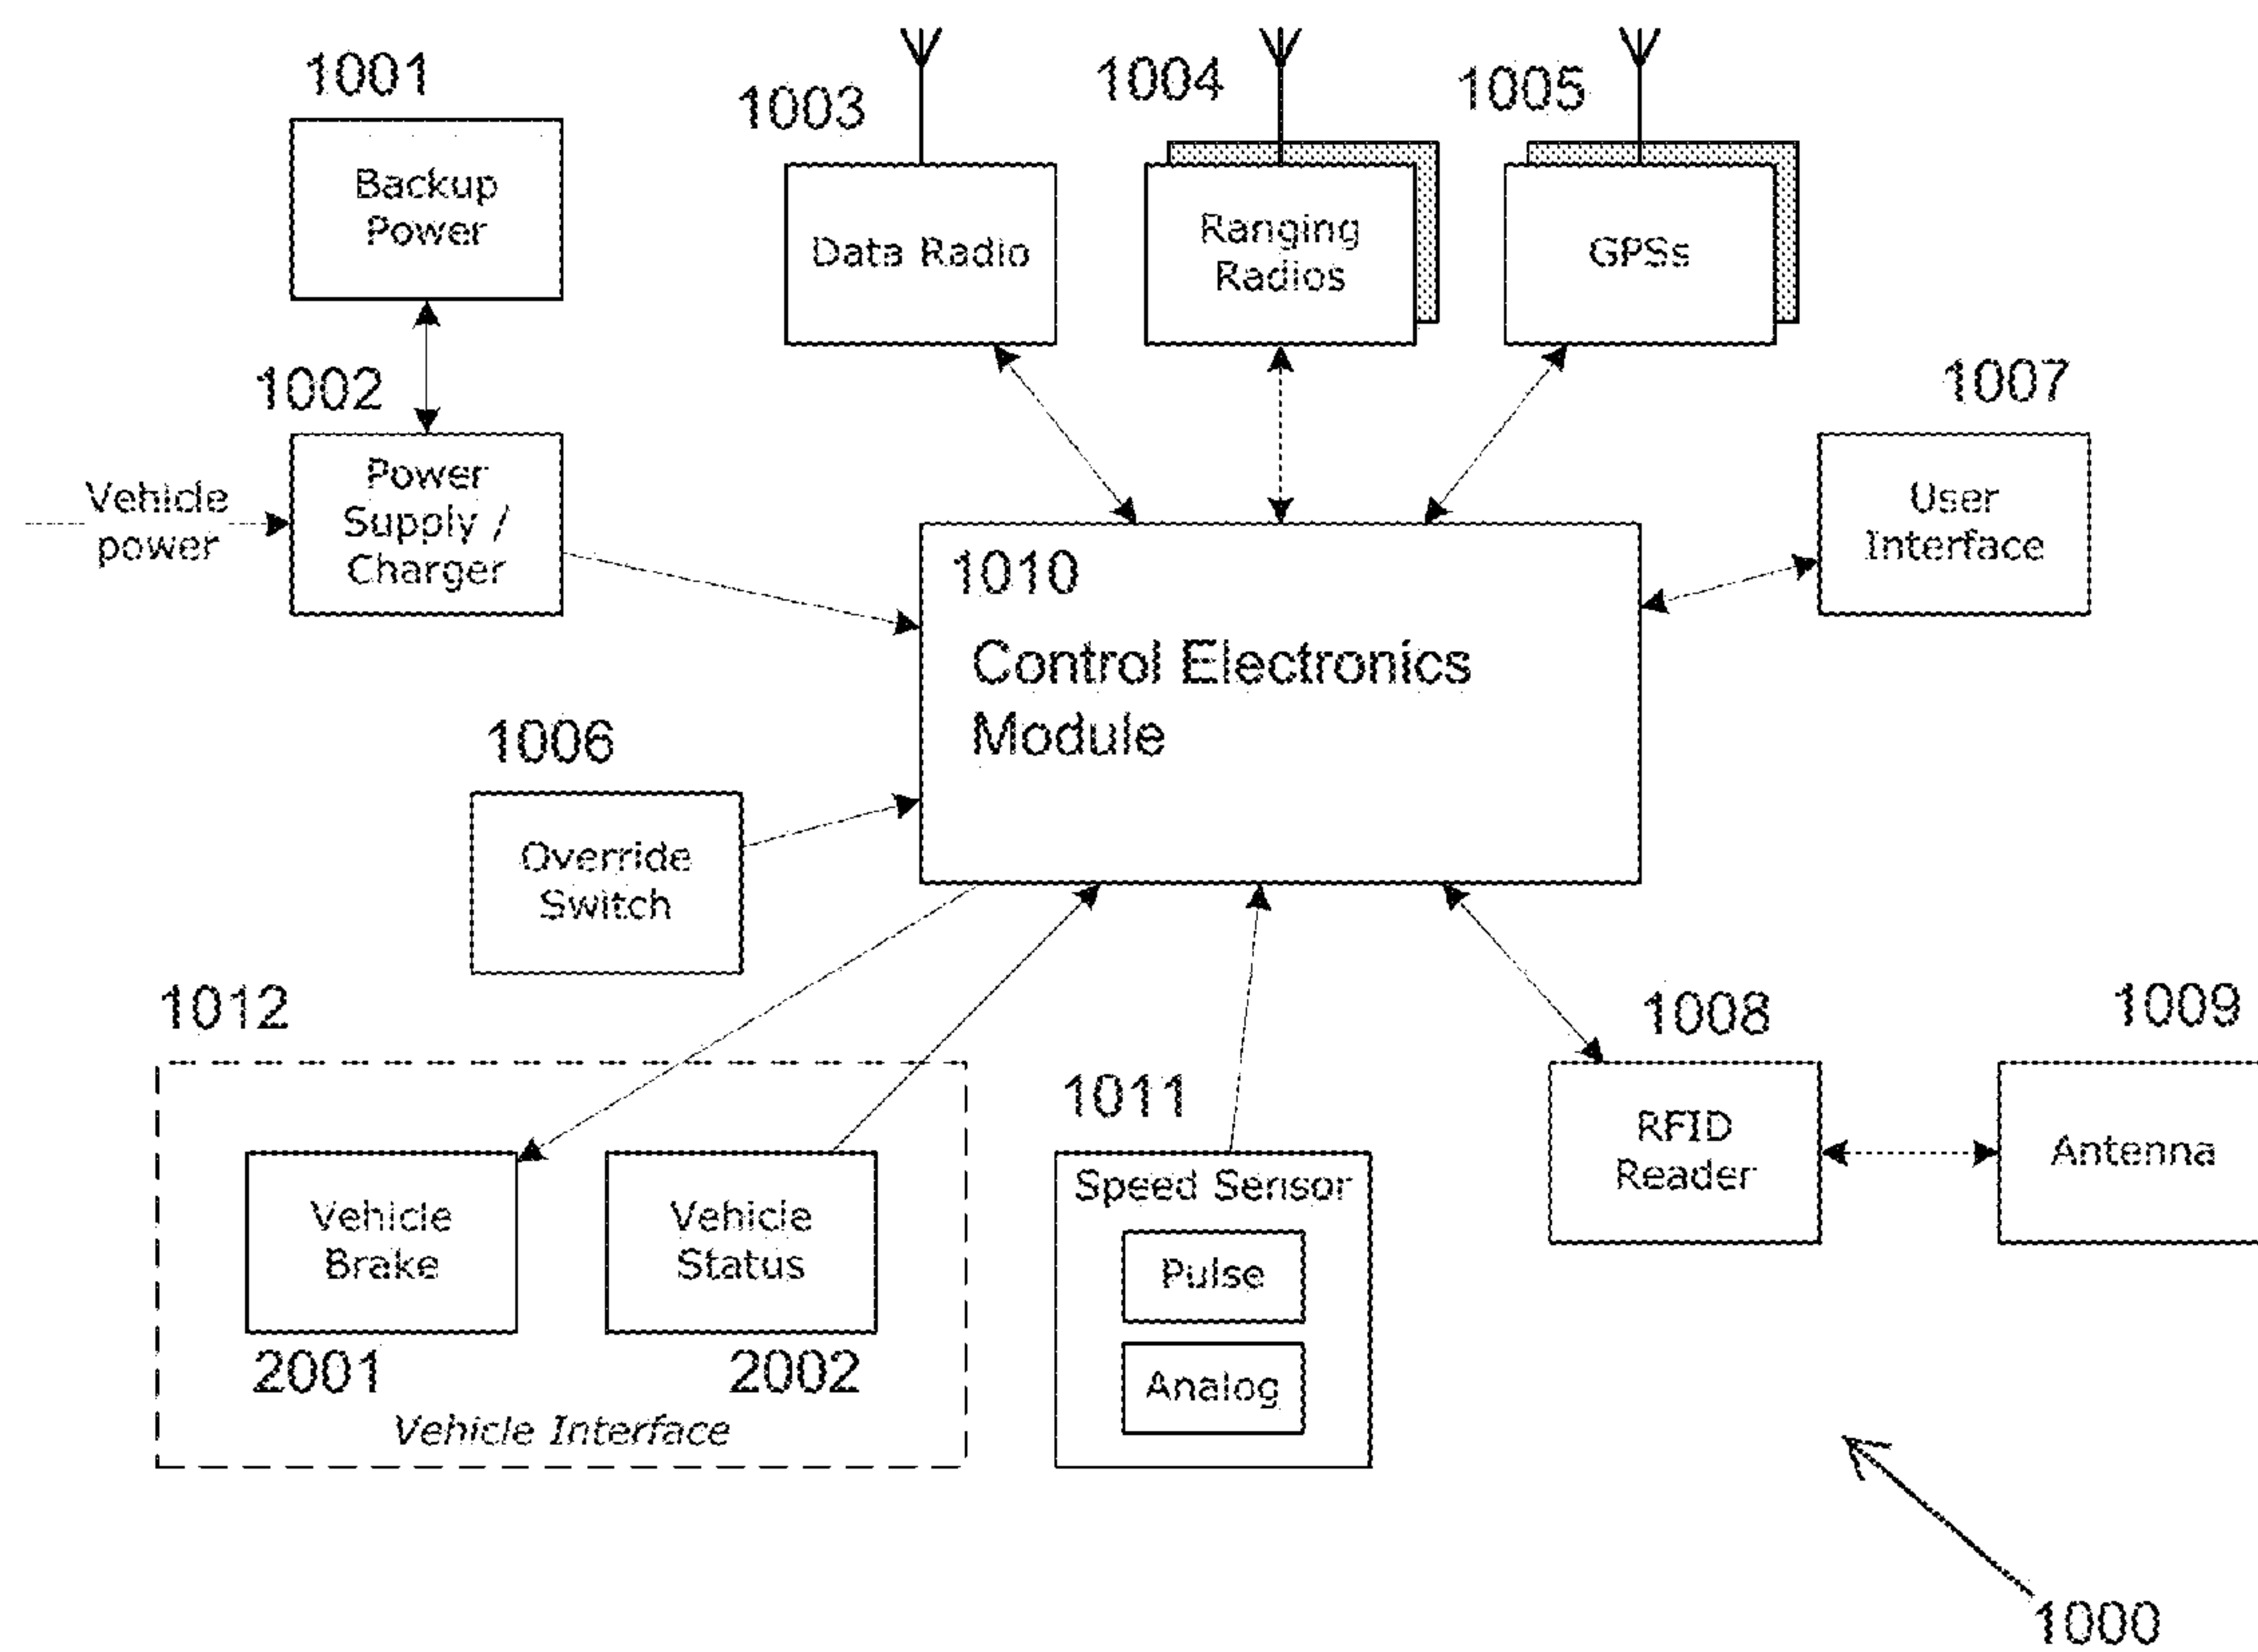 1001
Backup
Power
1003
Data Radio
1004
Ranging
Radios
1005
GPSs
1002
Power
Supply /
Charger
Vehicle
power
1007
User
Interface
1010
Control Electronics
Module
1006
Override
Switch
1012
Vehicle
Brake
2001
Vehicle
Status
2002
Vehicle Interface
1011
Speed Sensor
Pulse
Analog
1008
RFID
Reader
1009
Antenna
1000